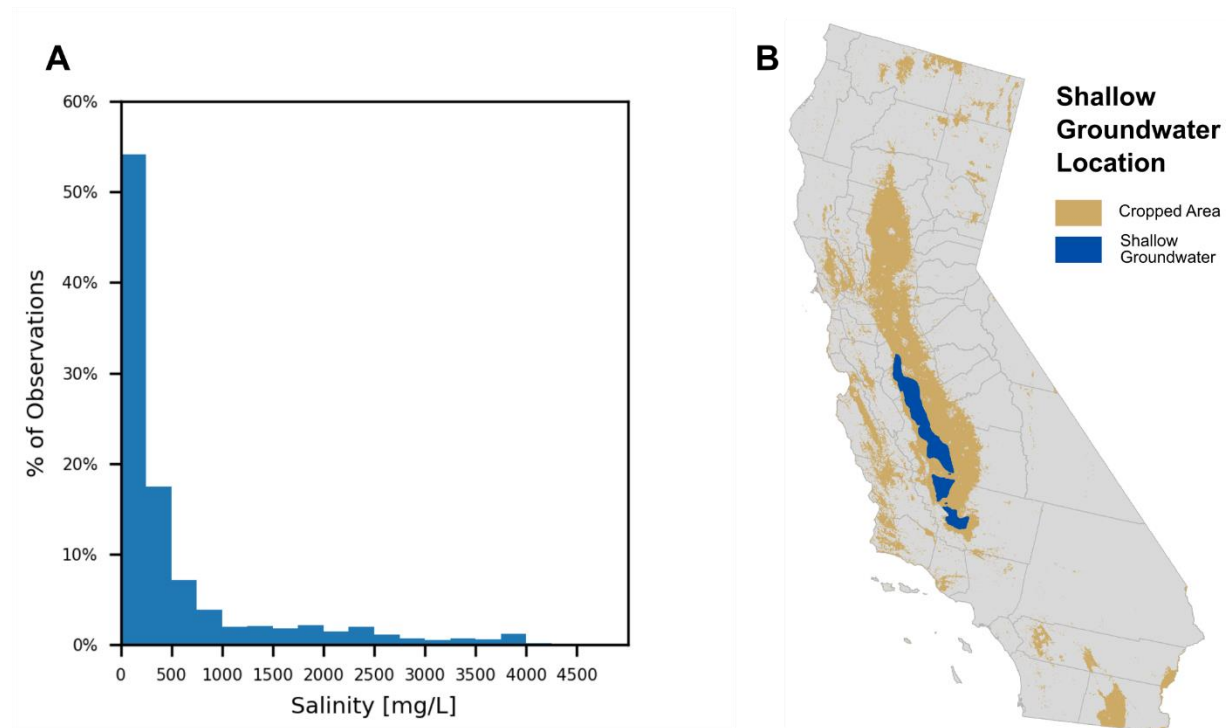 A
60%
50%
40%
30%
20%
10%
0%
% of Observations
0 500 1000 1500 2000 2500 3000 3500 4000 4500
Salinity [mg/L]
B
Shallow
Groundwater
Location
Cropped Area
Shallow
Groundwater